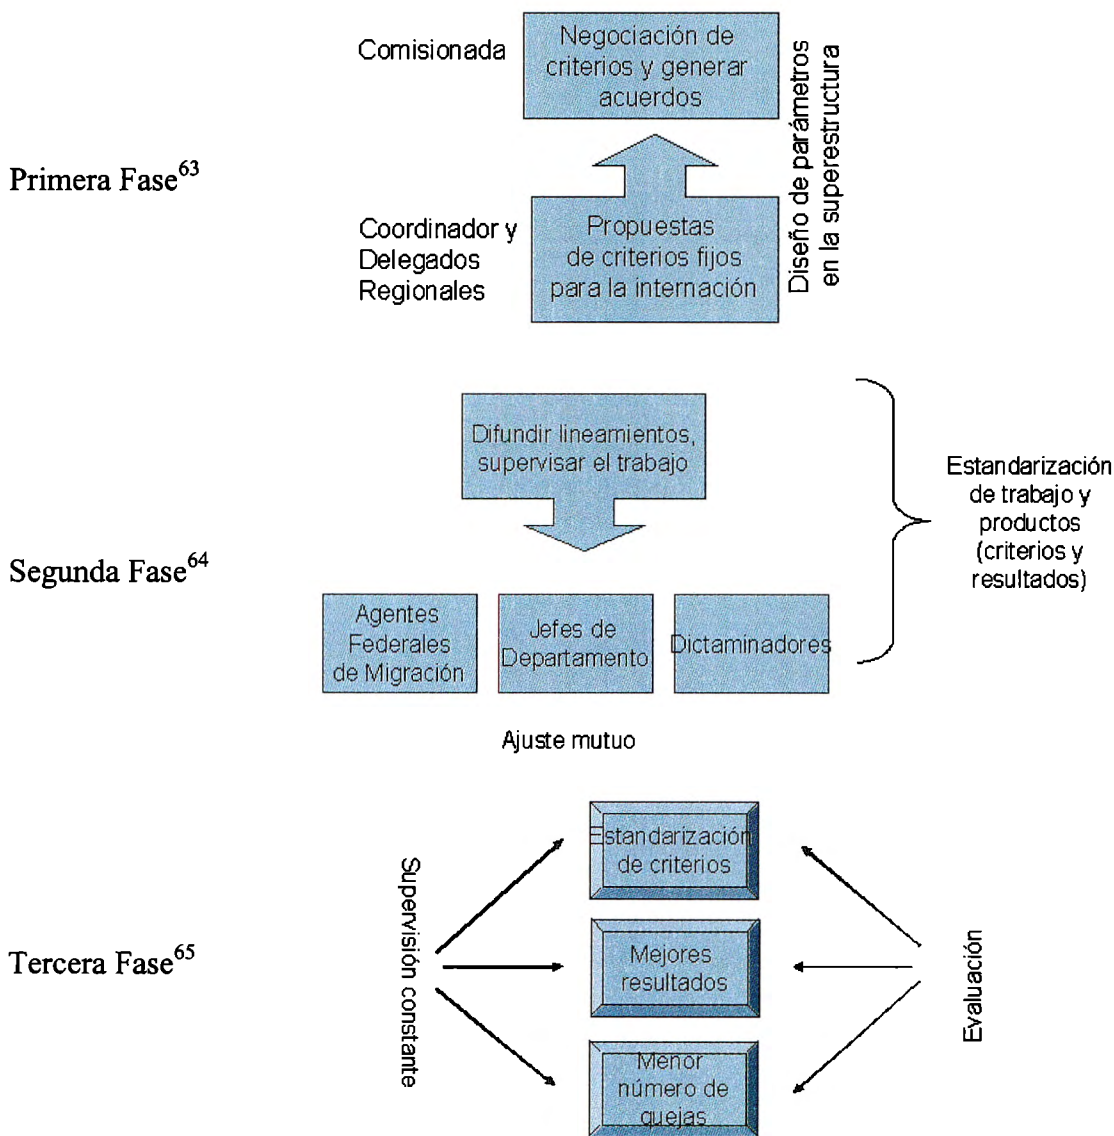 Comisionada
Negociación de
criterios y generar
acuerdos
Diseño de parámetros
en la superestructura
Primera Fase63
Coordinador y
Delegados
Regionales
Propuestas
de criterios fijos
para la internación
Difundir lineamientos,
supervisar el trabajo
Estandarización
de trabajo y
productos
(criterios y
resultados)
Segunda Fase64
Agentes
Federales
de Migración
Jefes de
Departamento
Dictaminadores
Ajuste mutuo
Tercera Fase65
Supervisión constante
Estandarización
de criterios
Mejores
resultados
Menor
número de
quejas
Evaluación